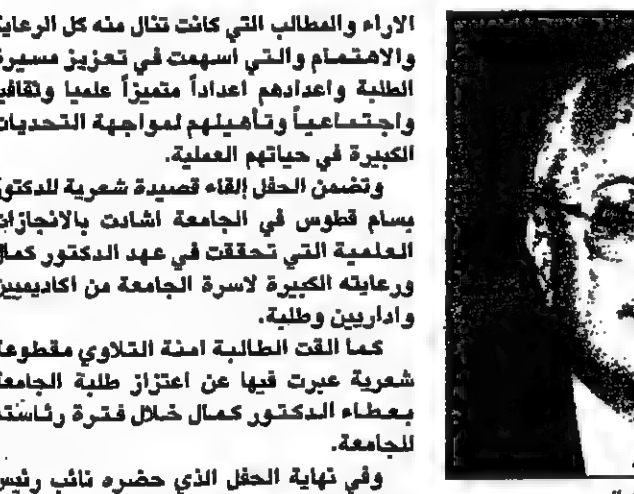 الاراء والمطالب التي كانت تنال منه كل الرعاية
والاهتمام والتي اسهمت في تعزيز مسيرة
الطلبة واعدادهم اعداداً متميزاً علميا وثقافي
واجتماعياً وتأهيلهم لمواجهة التحديات
الكبيرة في حياتهم العملية.
وتضمن الحفل إلقاء قصيدة شعرية للدكتور
بسام قطوس في الجامعة اشادت بالانجازات
العلمية التي تحققت في عهد الدكتور كمال
ورعايته الكبيرة لاسرة الجامعة من اكاديميين
واداريين وطلبة.
كما القت الطالبة امنة التلاوي مقطوعة
شعرية عبرت فيها عن اعتزاز طلبة الجامعة
بعطاء الدكتور كمال خلال فترة رئاسته
للجامعة.
وفي نهاية الحفل الذي حضره نائب رئيس